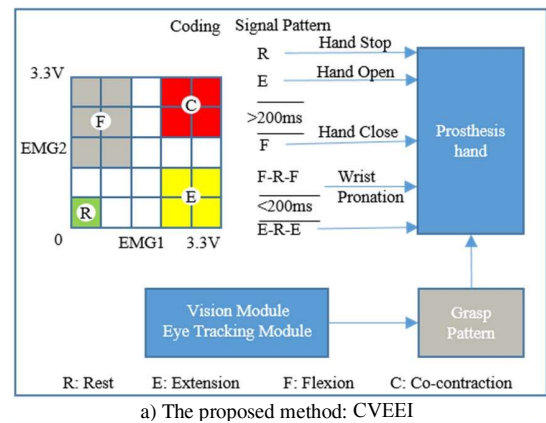 Coding Signal Pattern
R Hand Stop
3.3V
E Hand Open
C
>200ms
F
Hand Close
EMG2
F
Prosthesis
hand
F-R-F Wrist
Pronation
<200ms
E
R
E-R-E
0 EMG1 3.3V
Vision Module
Eye Tracking Module
Grasp
Pattern
R: Rest E: Extension F: Flexion C: Co-contraction
a) The proposed method: CVEEI